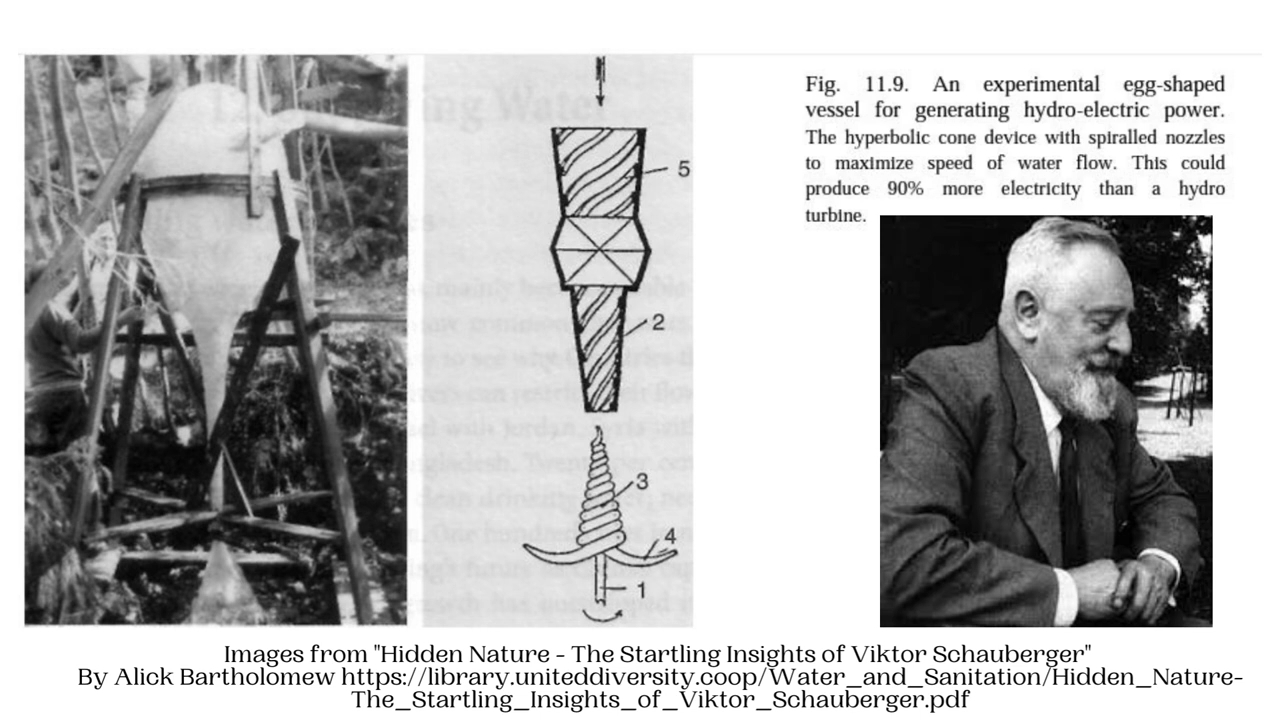 Fig. 11.9. An experimental egg-shaped
vessel for generating hydro-electric power.
The hyperbolic cone device with spiralled nozzles
to maximize speed of water flow. This could
produce 90% more electricity than a hydro
turbine.
5
2
3
4
1
Images from "Hidden Nature - The Startling Insights of Viktor Schauberger"
By Alick Bartholomew https://library.uniteddiversity.coop/Water_and_Sanitation/Hidden_Nature-
The_Startling_Insights_of_Viktor_Schauberger.pdf